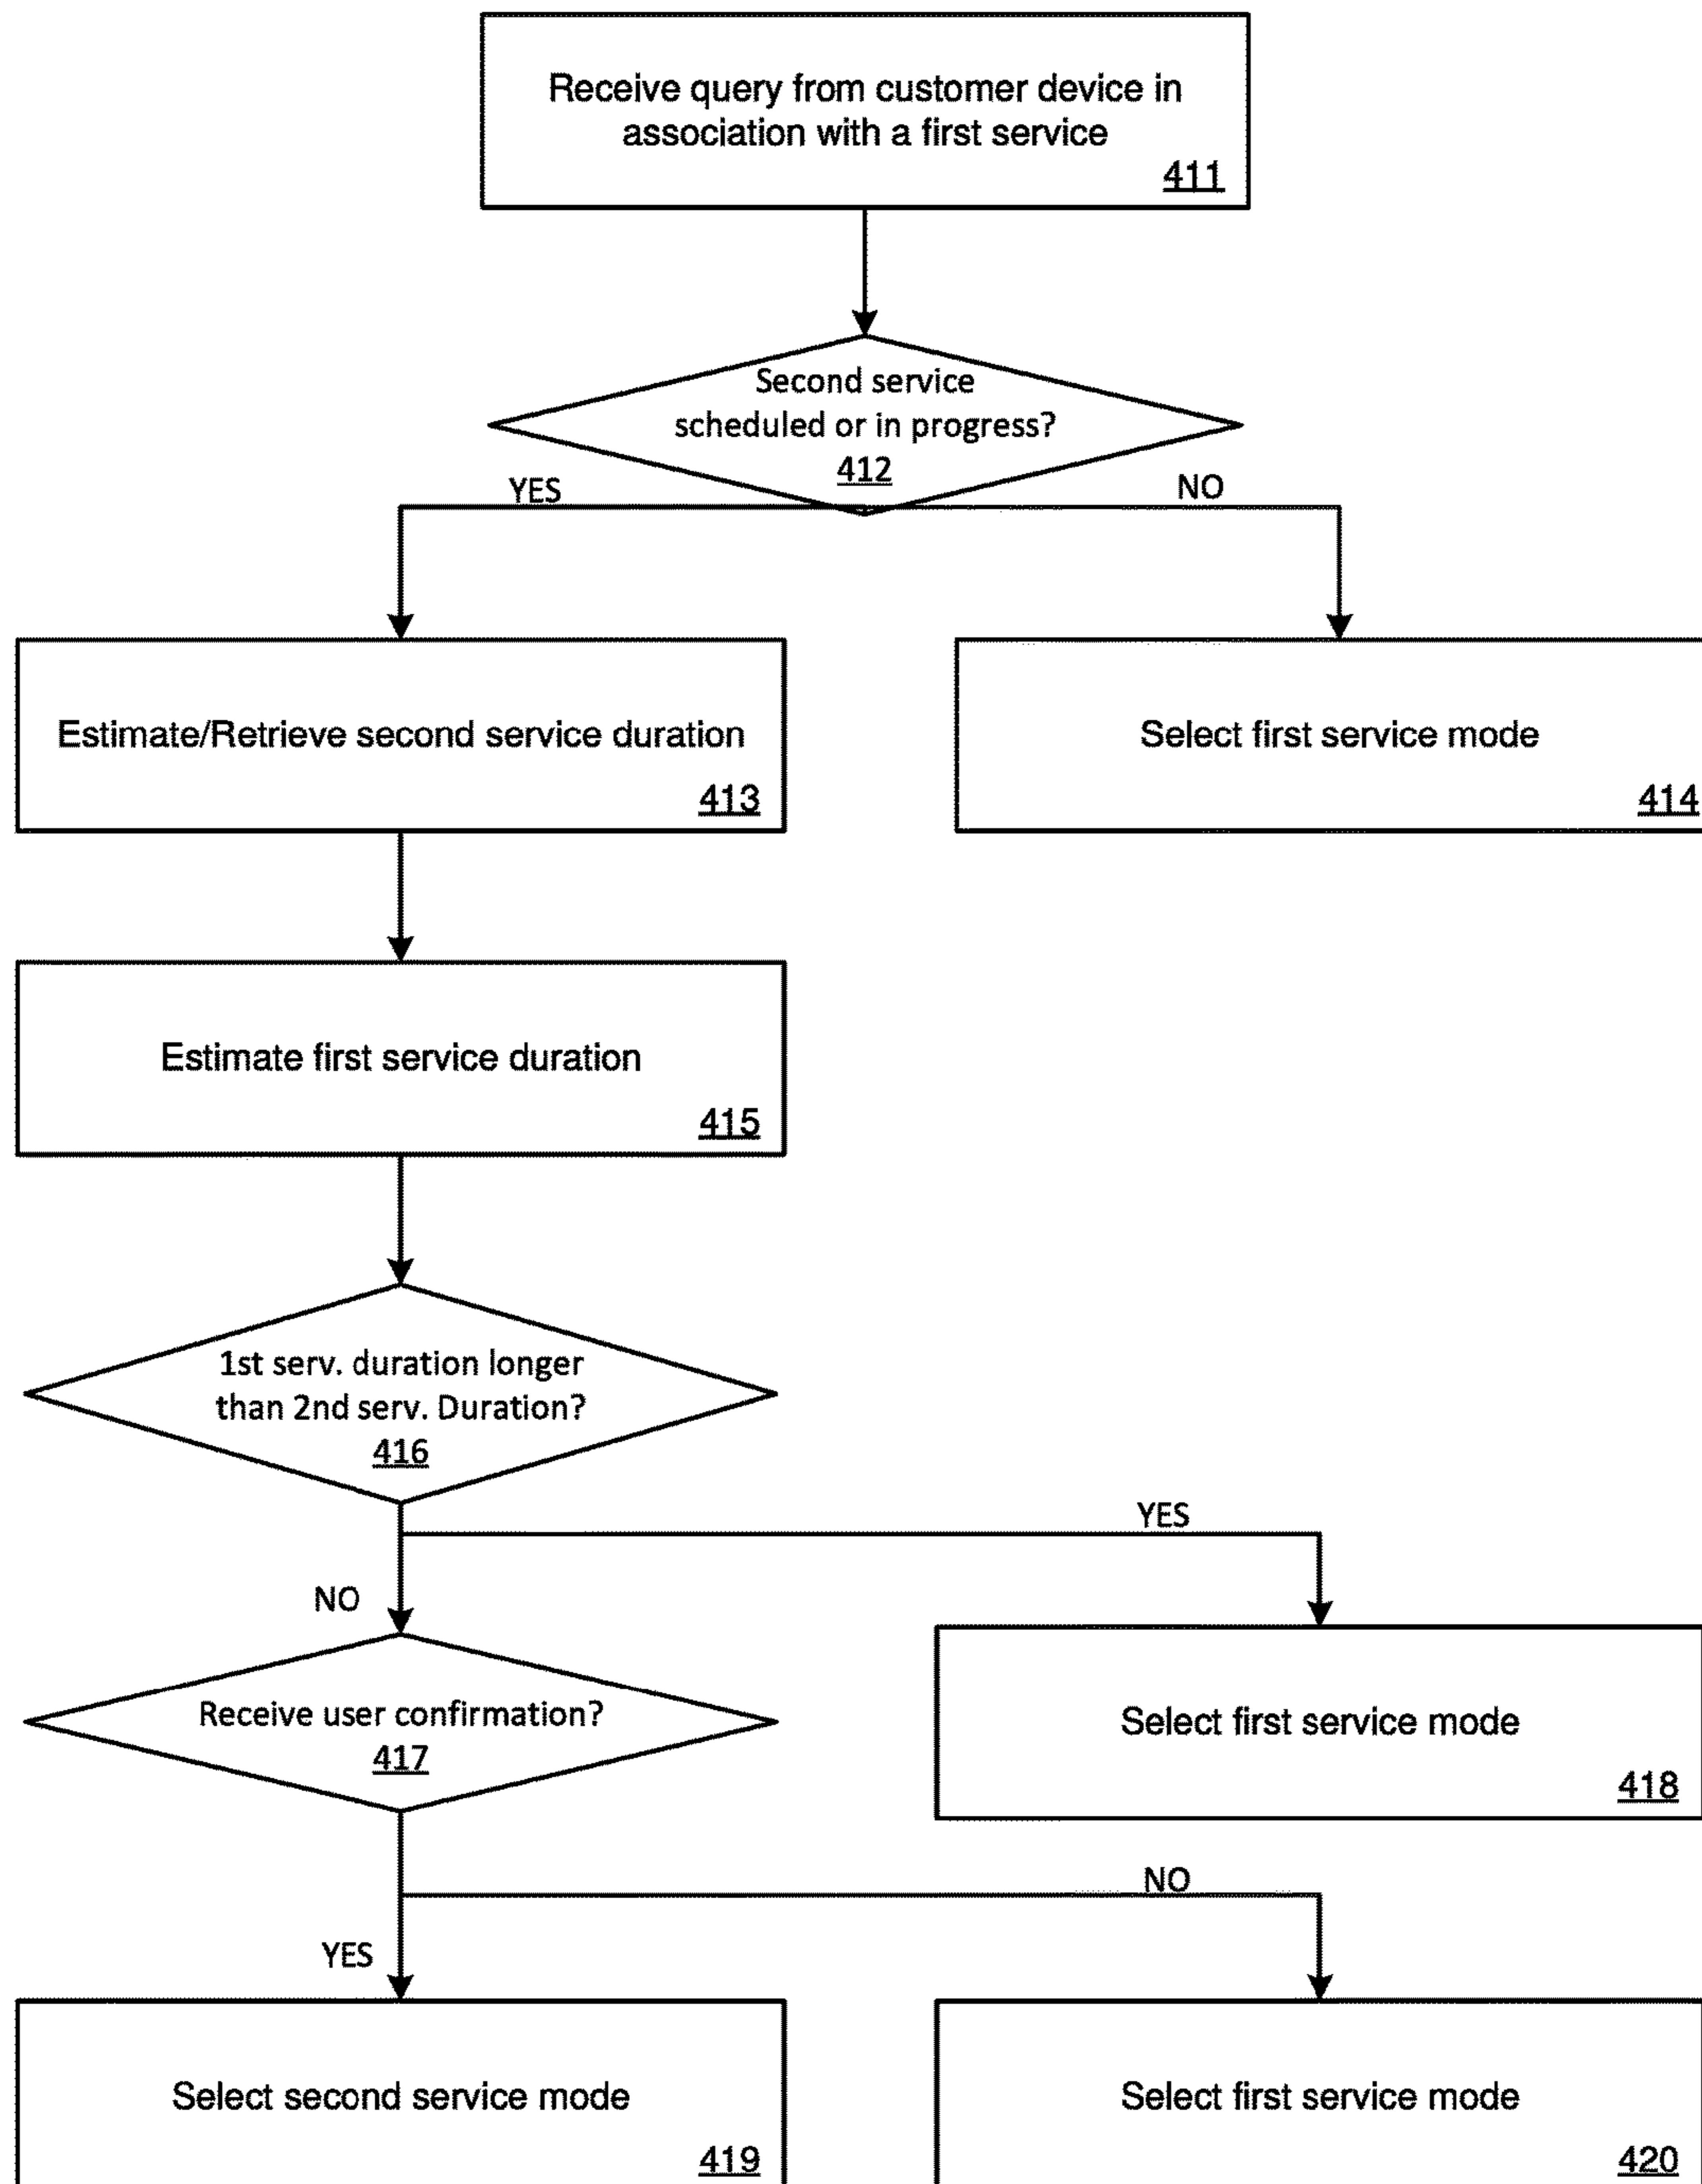 Receive query from customer device in
association with a first service
411
Second service
scheduled or in progress?
412
YES
NO
Estimate/Retrieve second service duration
413
Select first service mode
414
Estimate first service duration
415
1st serv. duration longer
than 2nd serv. Duration?
416
YES
NO
Receive user confirmation?
417
Select first service mode
418
NO
YES
Select second service mode
419
Select first service mode
420